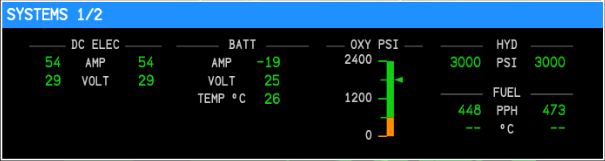 SYSTEMS 1/2
DC ELEC BATT OXY PSI HYD
54 AMP 54 AMP -19 2400 3000 PSI 3000
29 VOLT 29 VOLT 25 FUEL
TEMP °C 26 1200 448 PPH 473
-- °C --
0